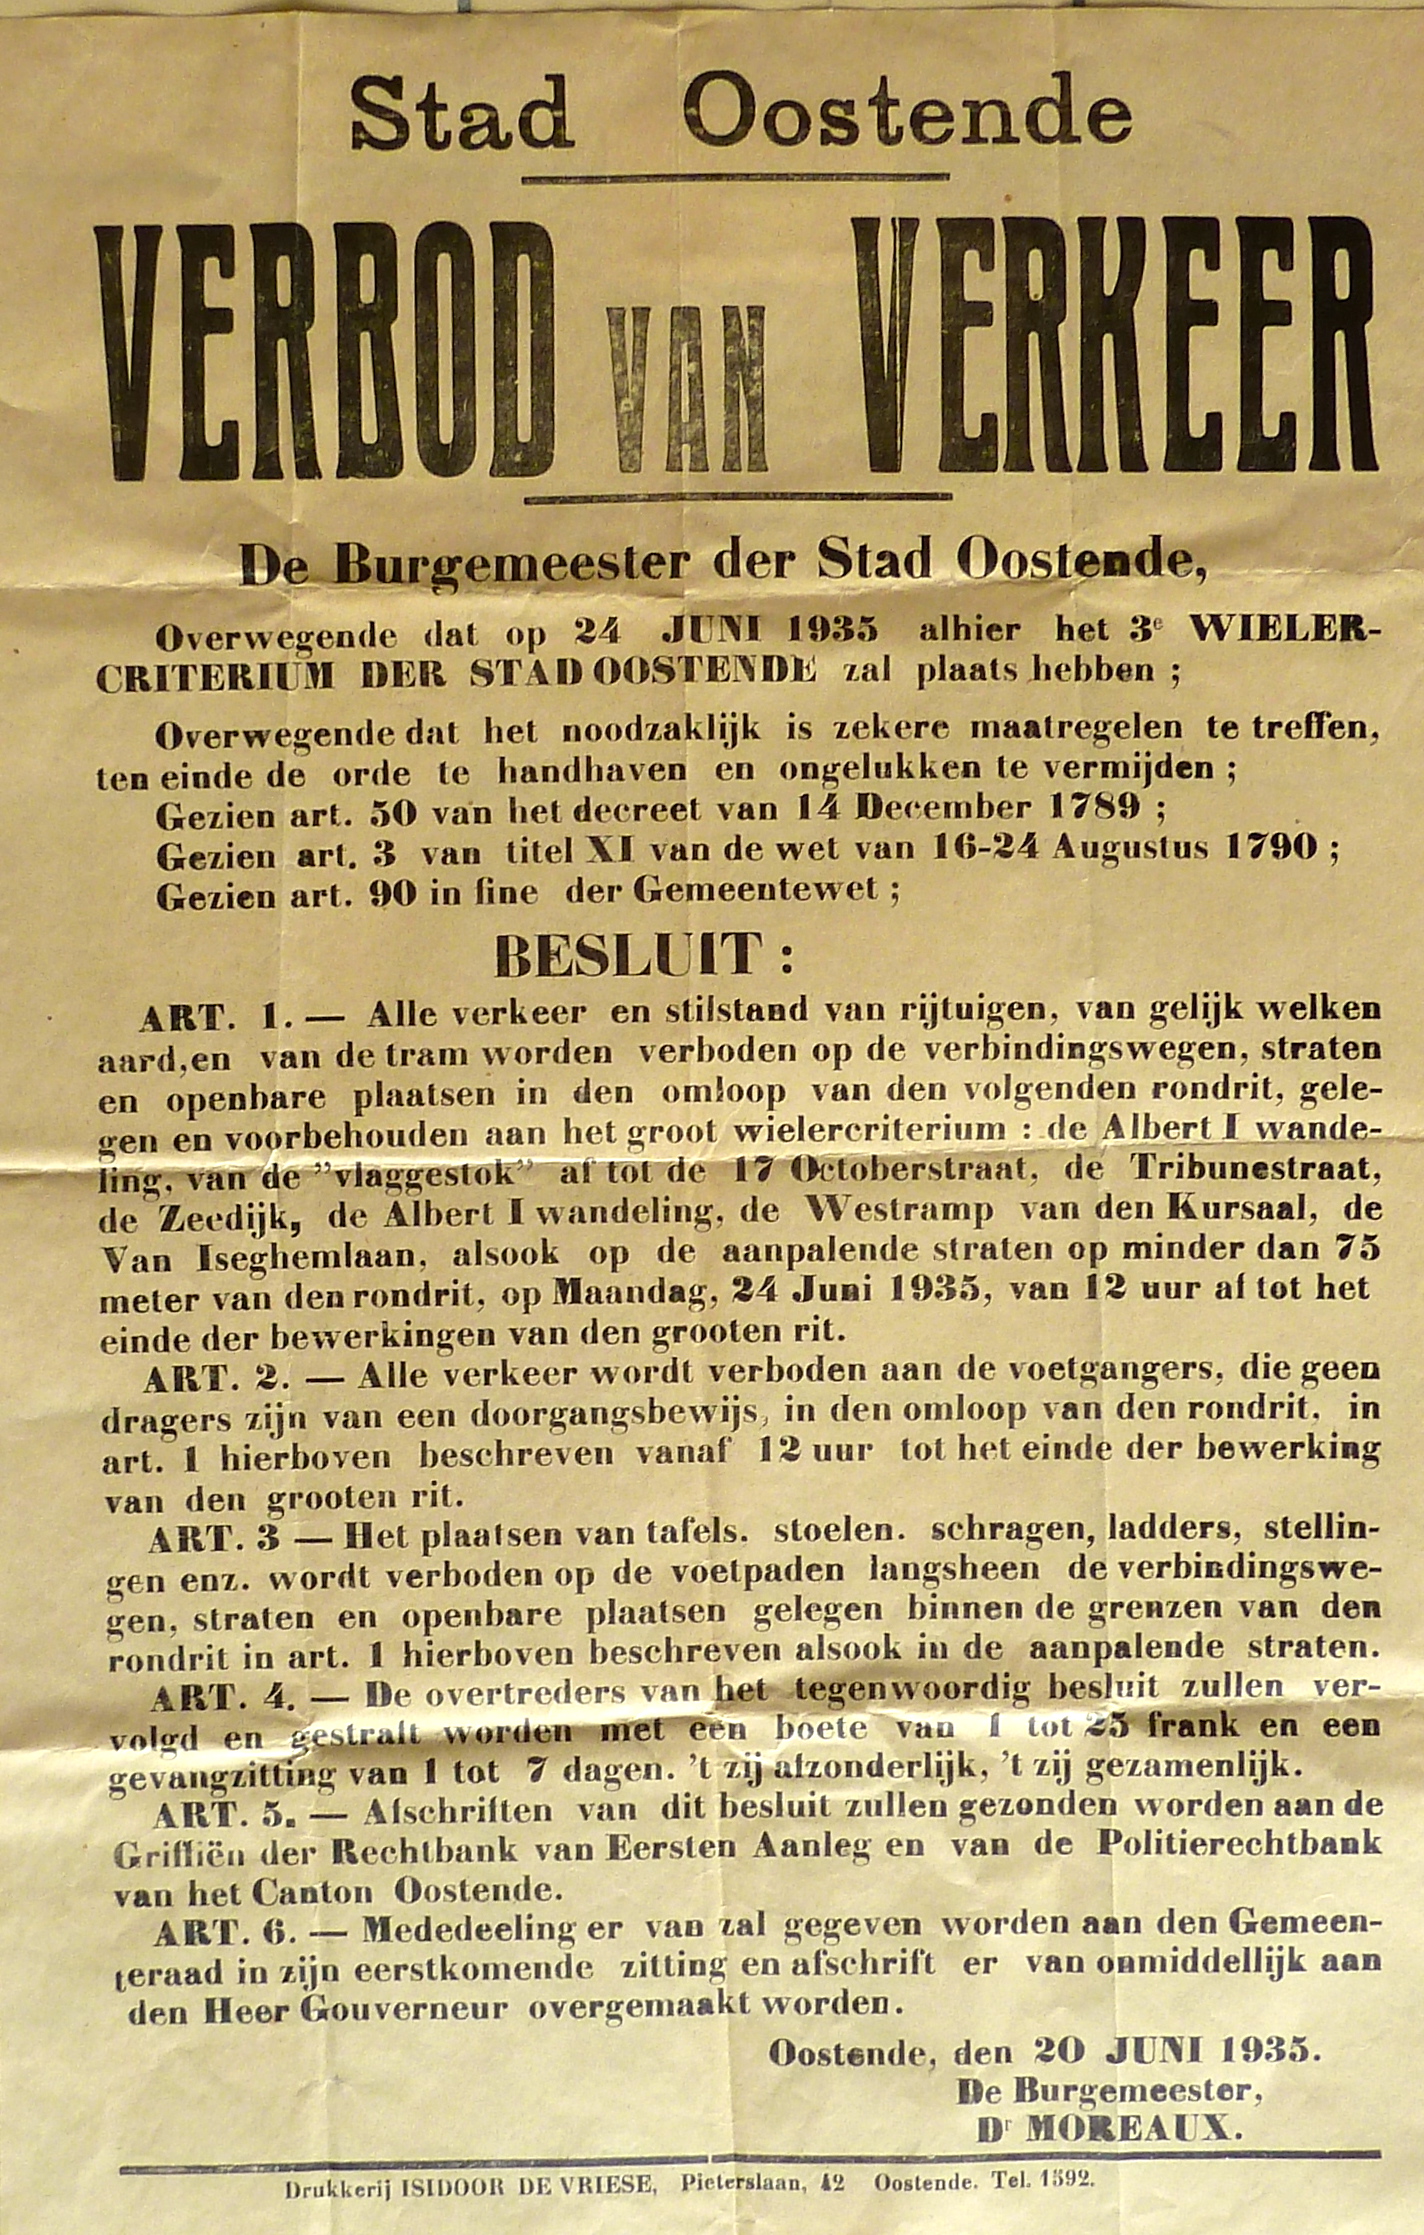 Stad Oostende
VERBOD VAN VERKEER
De Burgemeester der Stad Oostende,
Overwegende dat op 24 JUNI 1935 alhier het 3e WIELER-
CRITERIUM DER STAD OOSTENDE zal plaats hebben ;
Overwegende dat het noodzaklijk is zekere maatregelen te treffen,
ten einde de orde te handhaven en ongelukken te vermijden ;
Gezien art. 50 van het decreet van 14 December 1789 ;
Gezien art. 3 van titel XI van de wet van 16-24 Augustus 1790 ;
Gezien art. 90 in fine der Gemeentewet ;
BESLUIT :
ART. 1. — Alle verkeer en stilstand van rijtuigen, van gelijk welken
aard,en van de tram worden verboden op de verbindingswegen, straten
en openbare plaatsen in den omloop van den volgenden rondrit, gele-
gen en voorbehouden aan het groot wielercriterium : de Albert I wande-
ling, van de "vlaggestok" af tot de 17 Octoberstraat, de Tribunestraat,
de Zeedijk, de Albert I wandeling, de Westramp van den Kursaal, de
Van Iseghemlaan, alsook op de aanpalende straten op minder dan 75
meter van den rondrit, op Maandag, 24 Juni 1935, van 12 uur af tot het
einde der bewerkingen van den grooten rit.
ART. 2. — Alle verkeer wordt verboden aan de voetgangers, die geen
dragers zijn van een doorgangsbewijs, in den omloop van den rondrit, in
art. 1 hierboven beschreven vanaf 12 uur tot het einde der bewerking
van den grooten rit.
ART. 3 — Het plaatsen van tafels. stoelen. schragen, ladders, stellin-
gen enz. wordt verboden op de voetpaden langsheen de verbindingswe-
gen, straten en openbare plaatsen gelegen binnen de grenzen van den
rondrit in art. 1 hierboven beschreven alsook in de aanpalende straten.
ART. 4. — De overtreders van het tegenwoordig besluit zullen ver-
volgd en gestraft worden met een boete van 1 tot 25 frank en een
gevangzitting van 1 tot 7 dagen. 't zij afzonderlijk, 't zij gezamenlijk.
ART. 5. — Afschriften van dit besluit zullen gezonden worden aan de
Griffiën der Rechtbank van Eersten Aanleg en van de Politierechtbank
van het Canton Oostende.
ART. 6. — Mededeeling er van zal gegeven worden aan den Gemeen-
teraad in zijn eerstkomende zitting en afschrift er van onmiddellijk aan
den Heer Gouverneur overgemaakt worden.
Oostende, den 20 JUNI 1935.
De Burgemeester,
Dr MOREAUX.
Drukkerij ISIDOOR DE VRIESE, Pieterslaan, 42 Oostende. Tel. 1592.